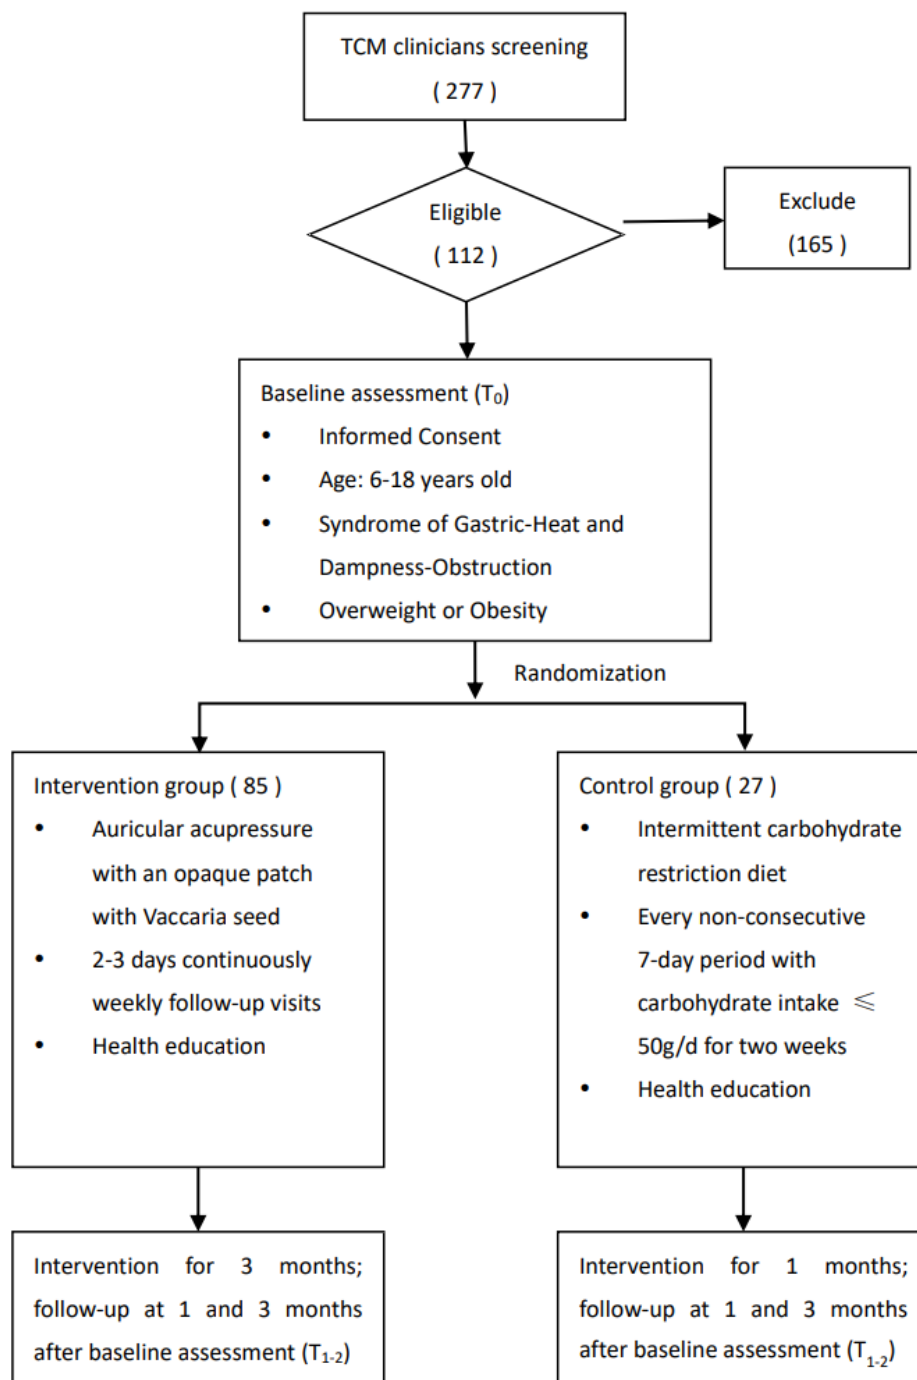 TCM clinicians screening
( 277 )
Eligible
( 112 )
Exclude
(165 )
Baseline assessment (T₀)
• Informed Consent
• Age: 6-18 years old
• Syndrome of Gastric-Heat and
Dampness-Obstruction
• Overweight or Obesity
Randomization
Intervention group ( 85 )
• Auricular acupressure
with an opaque patch
with Vaccaria seed
• 2-3 days continuously
weekly follow-up visits
• Health education
Control group ( 27 )
• Intermittent carbohydrate
restriction diet
• Every non-consecutive
7-day period with
carbohydrate intake ≤
50g/d for two weeks
• Health education
Intervention for 3 months;
follow-up at 1 and 3 months
after baseline assessment (T₁₋₂)
Intervention for 1 months;
follow-up at 1 and 3 months
after baseline assessment (T₁₋₂)